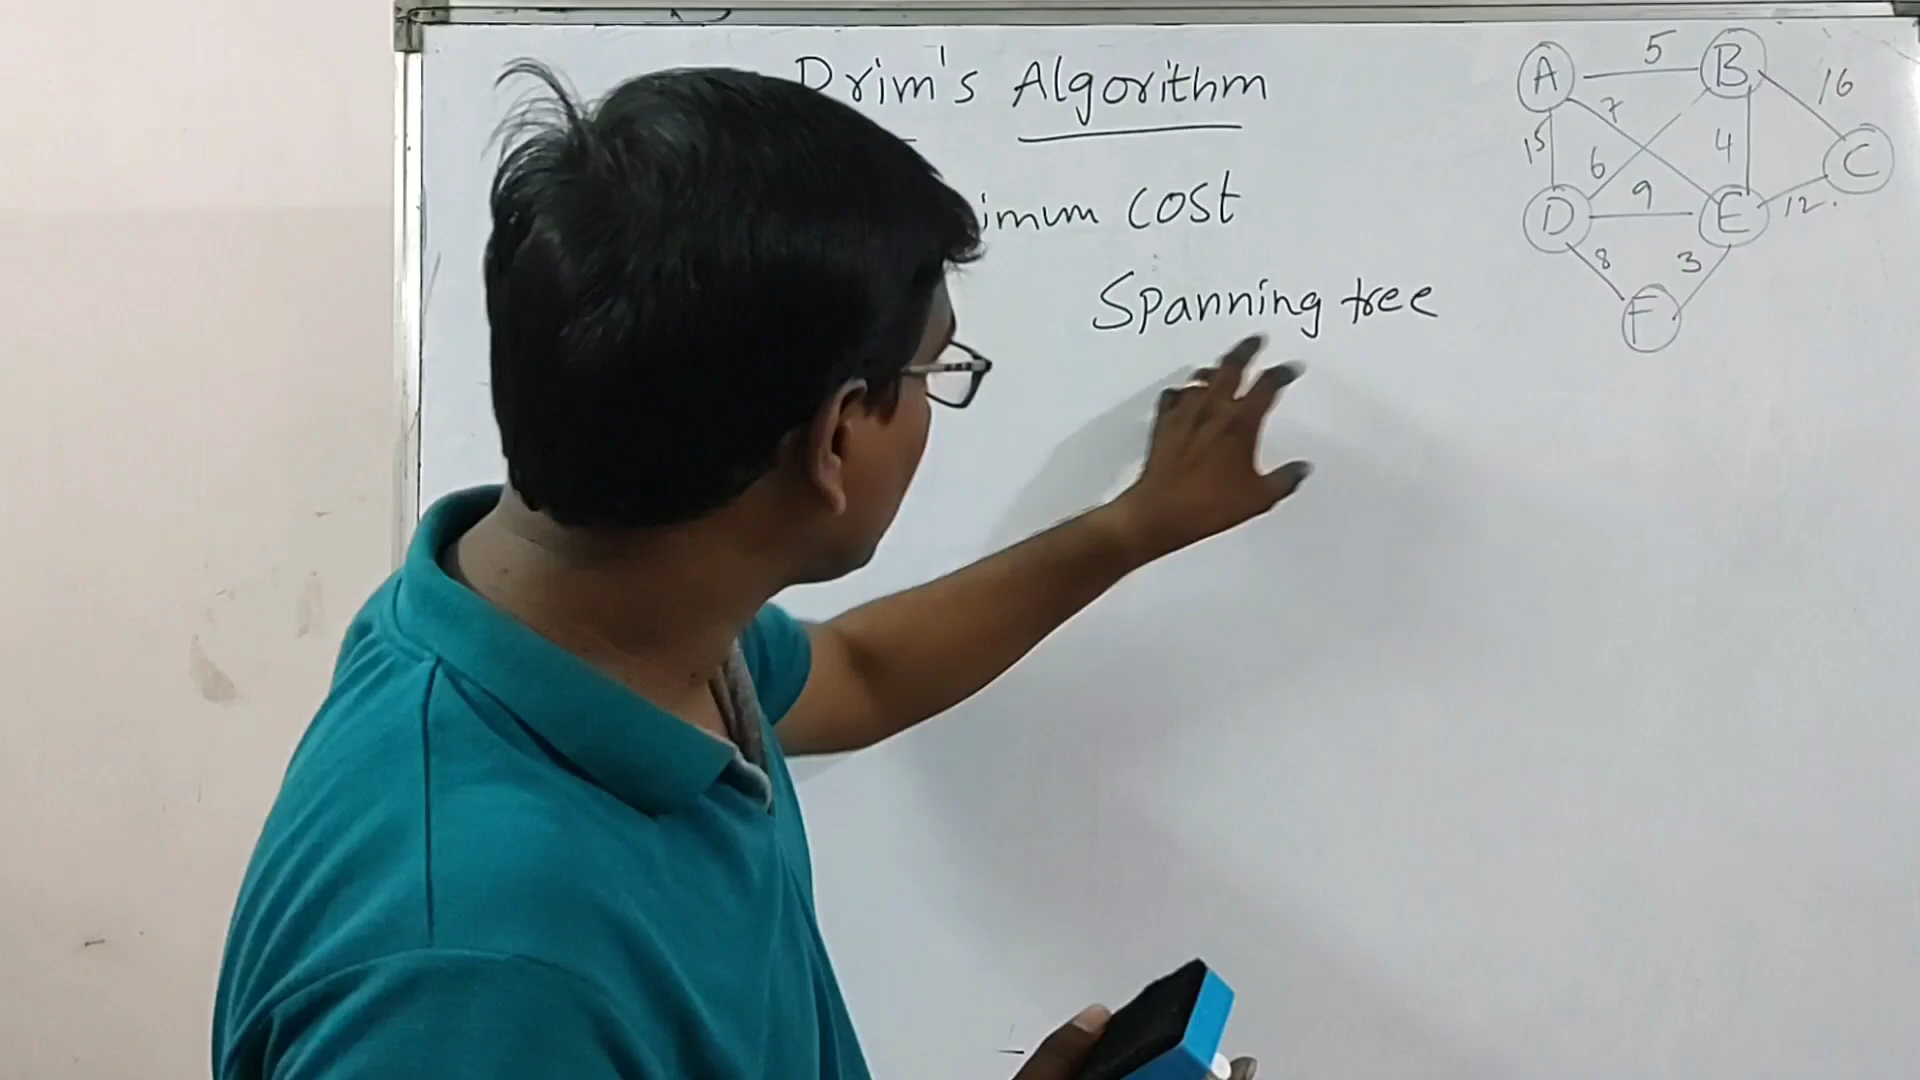 Prim's Algorithm
imum cost
Spanning tree
A 5 B 16
7
15 6 4 C
9
D E 12.
8 3
F